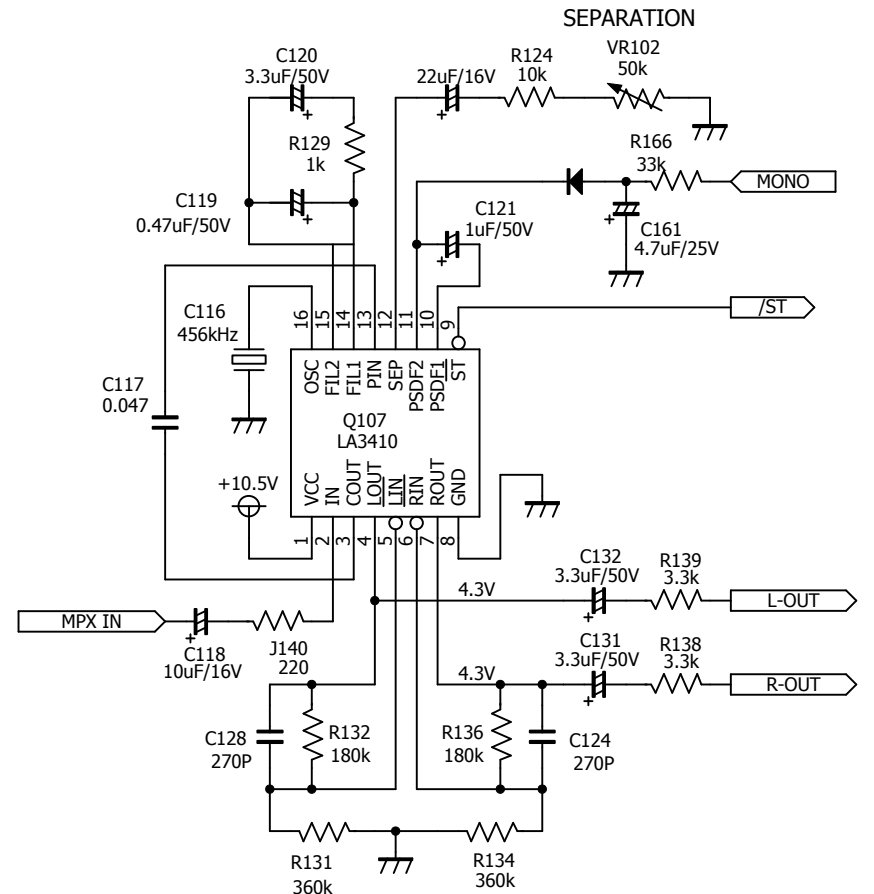 SEPARATION
C120
3.3uF/50V
22uF/16V
R124
10k
VR102
50k
R129
1k
R166
33k
MONO
C119
0.47uF/50V
C121
1uF/50V
C161
4.7uF/25V
C116
456kHz
/ST
16
15
14
13
12
11
10
9
OSC
FIL2
FIL1
PIN
SEP
PSDF2
PSDF1
ST
C117
0.047
Q107
LA3410
+10.5V
VCC
IN
COUT
LOUT
LIN
RIN
ROUT
GND
1
2
3
4
5
6
7
8
C132
3.3uF/50V
R139
3.3k
4.3V
L-OUT
MPX IN
C118
10uF/16V
J140
220
C131
3.3uF/50V
R138
3.3k
4.3V
R-OUT
C128
270P
R132
180k
R136
180k
C124
270P
R131
360k
R134
360k